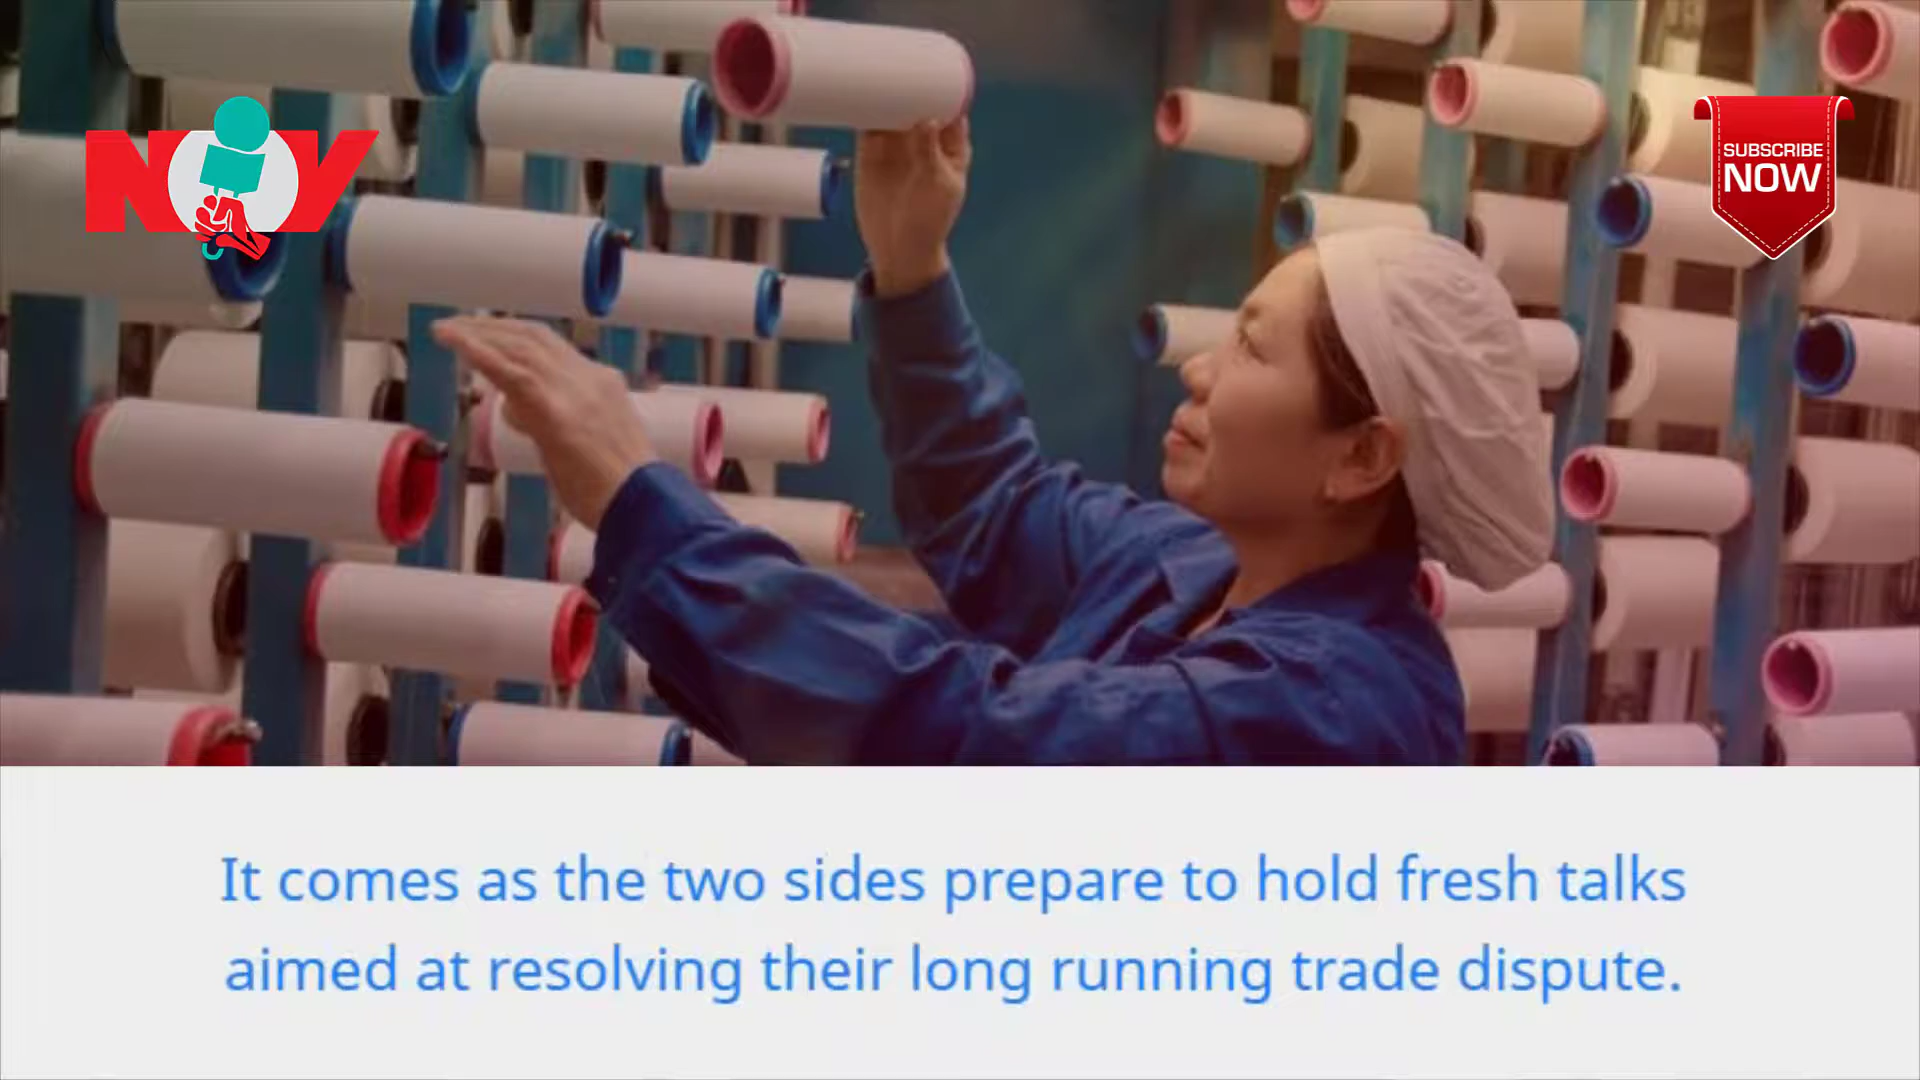 NOV
SUBSCRIBE
NOW
It comes as the two sides prepare to hold fresh talks
aimed at resolving their long running trade dispute.